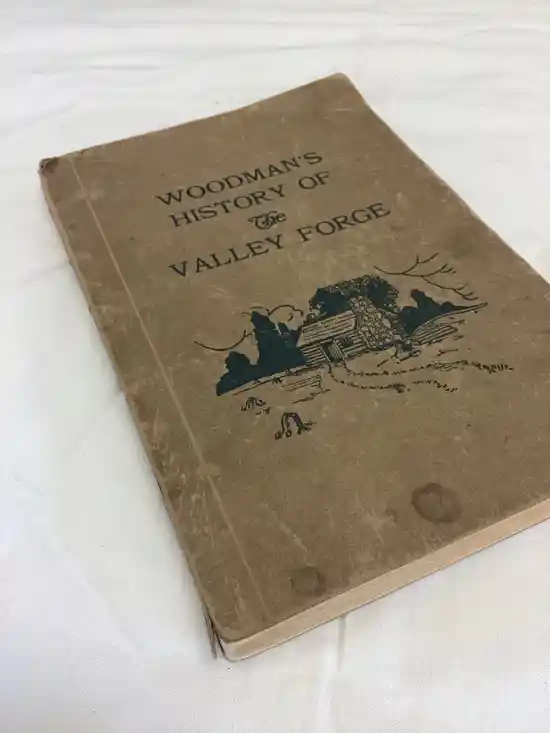 WOODMAN'S
HISTORY OF
The
VALLEY FORGE